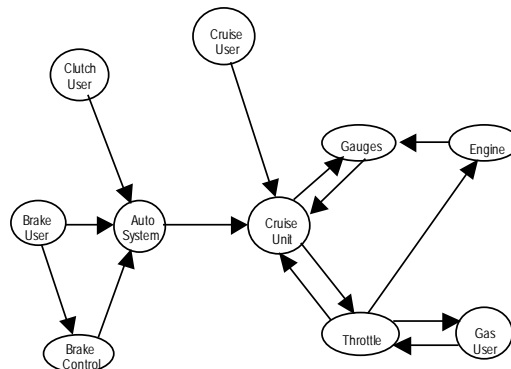 Cruise
User
Clutch
User
Gauges
Engine
Brake
User
Auto
System
Cruise
Unit
Throttle
Gas
User
Brake
Control